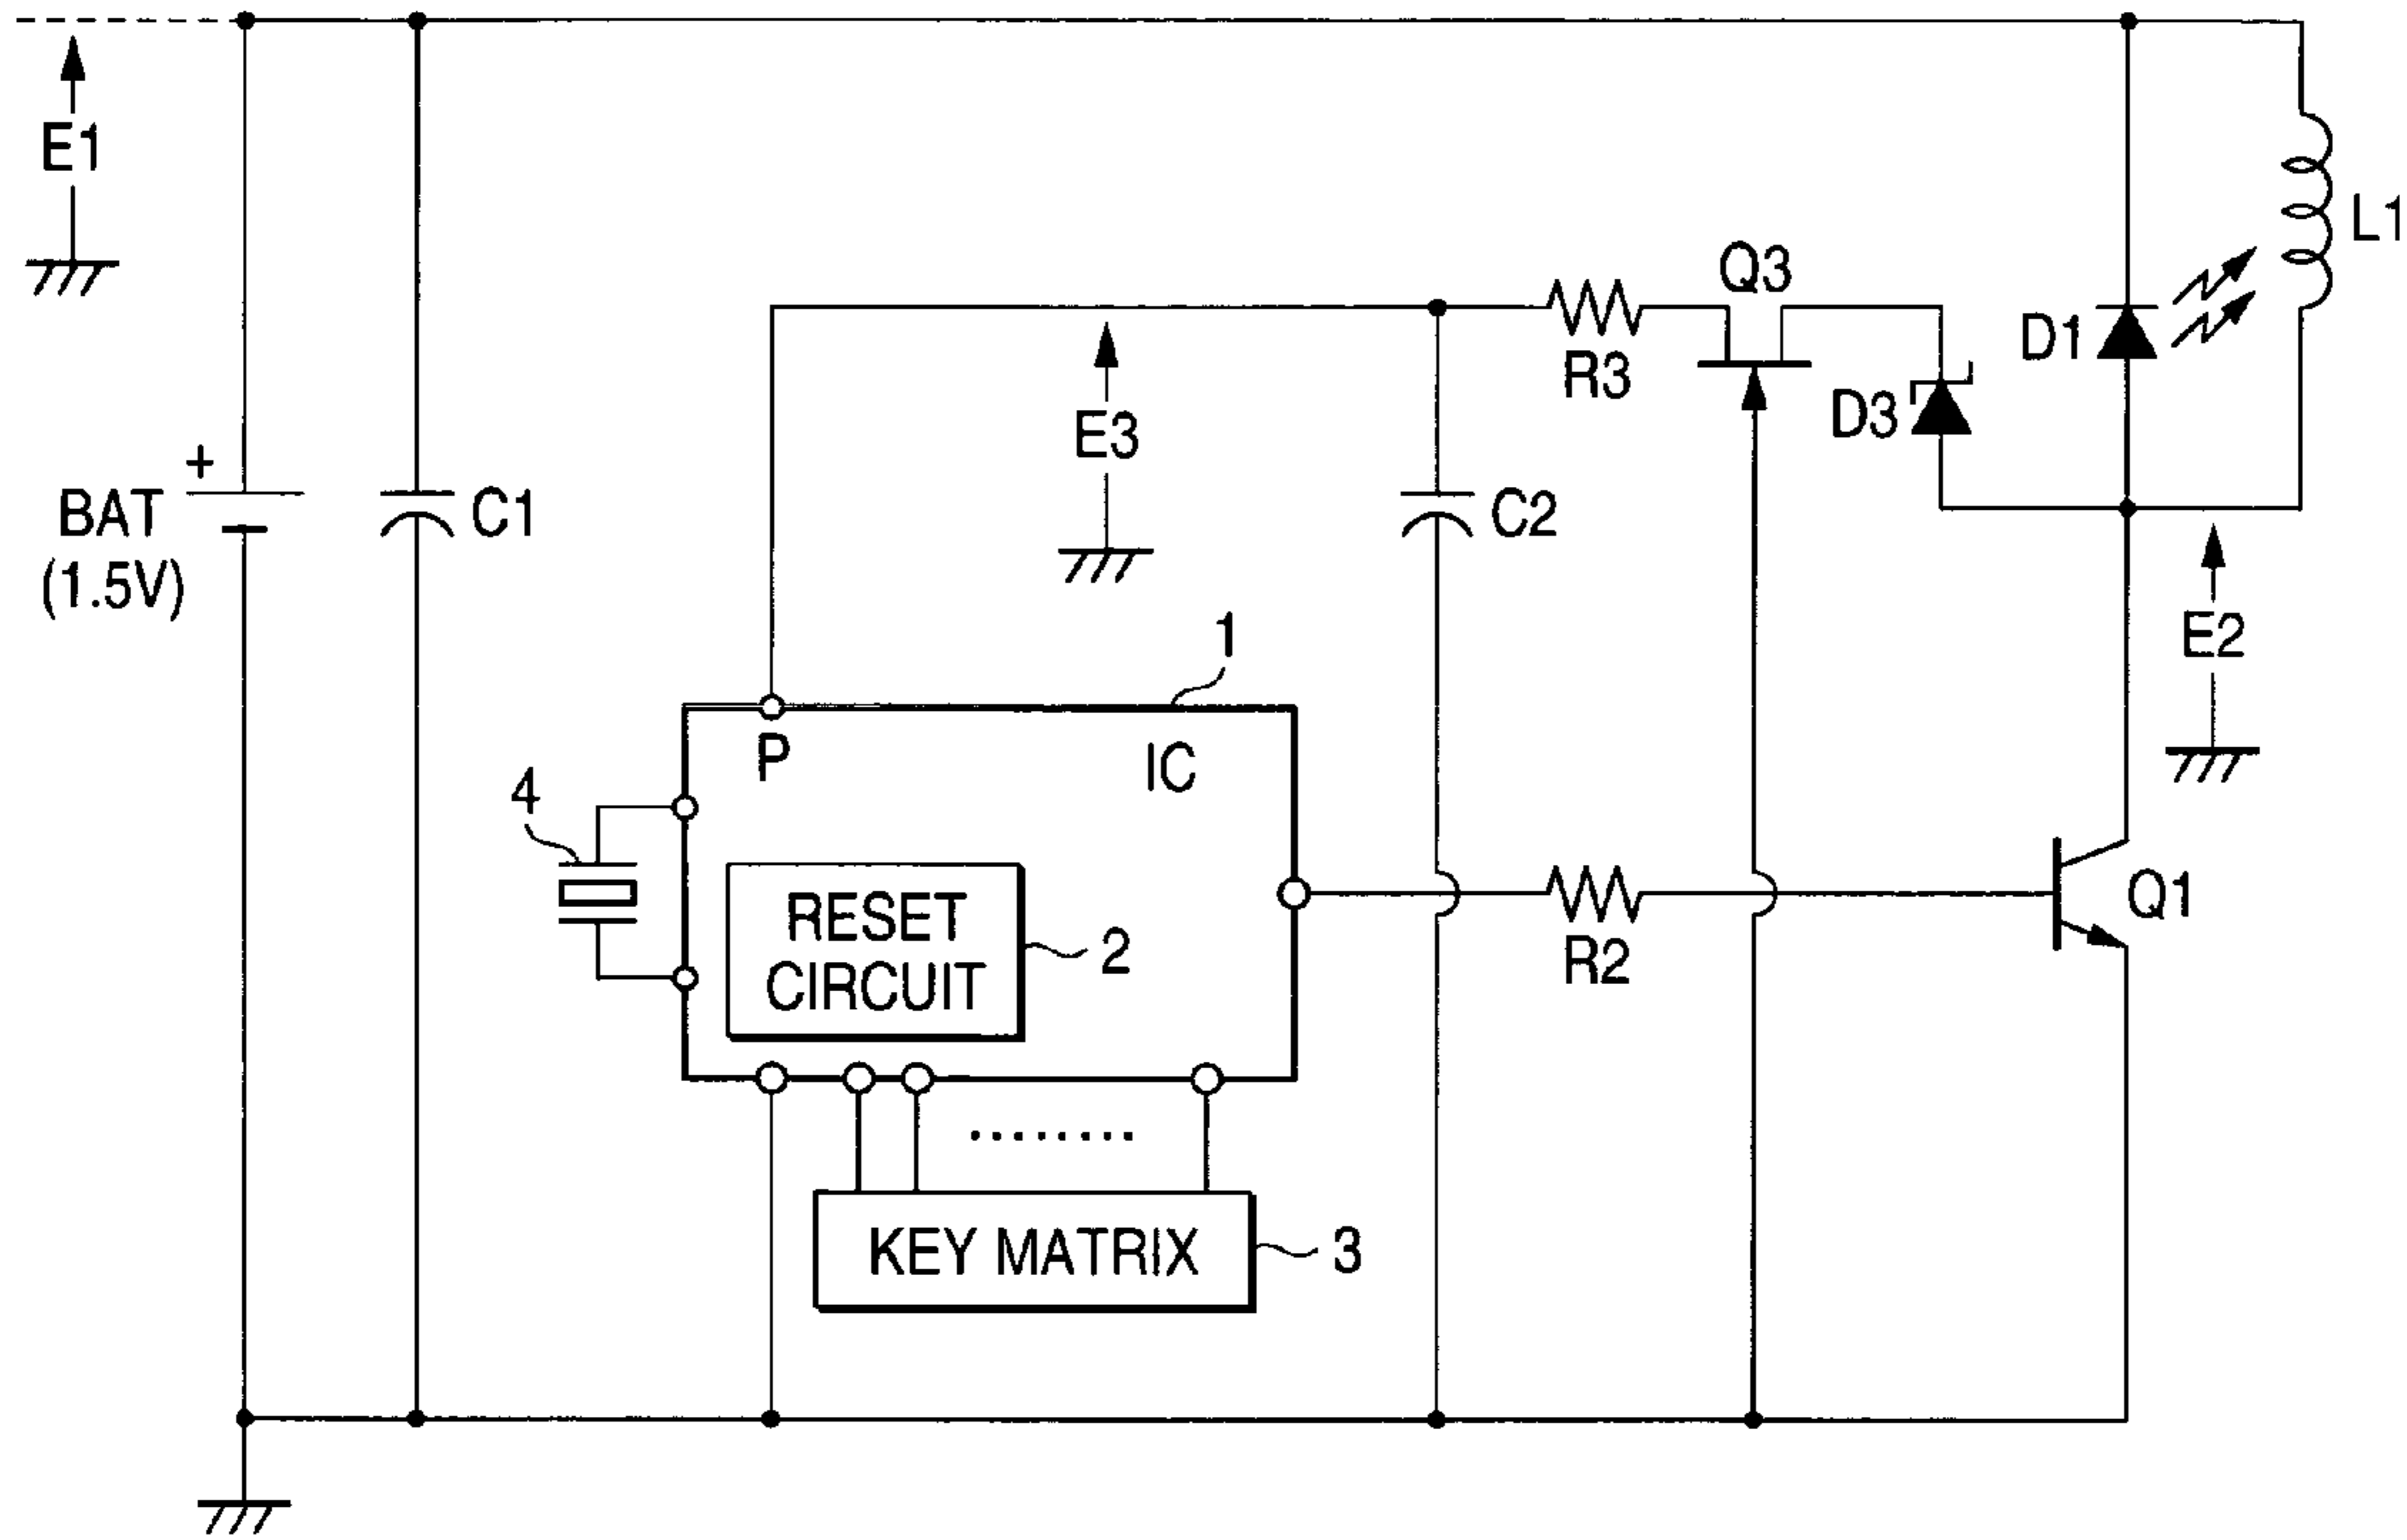 E1
L1
Q3
D1
R3
D3
E3
+
BAT
(1.5V)
C1
C2
1
E2
P
IC
4
RESET
CIRCUIT
2
R2
Q1
KEY MATRIX
3